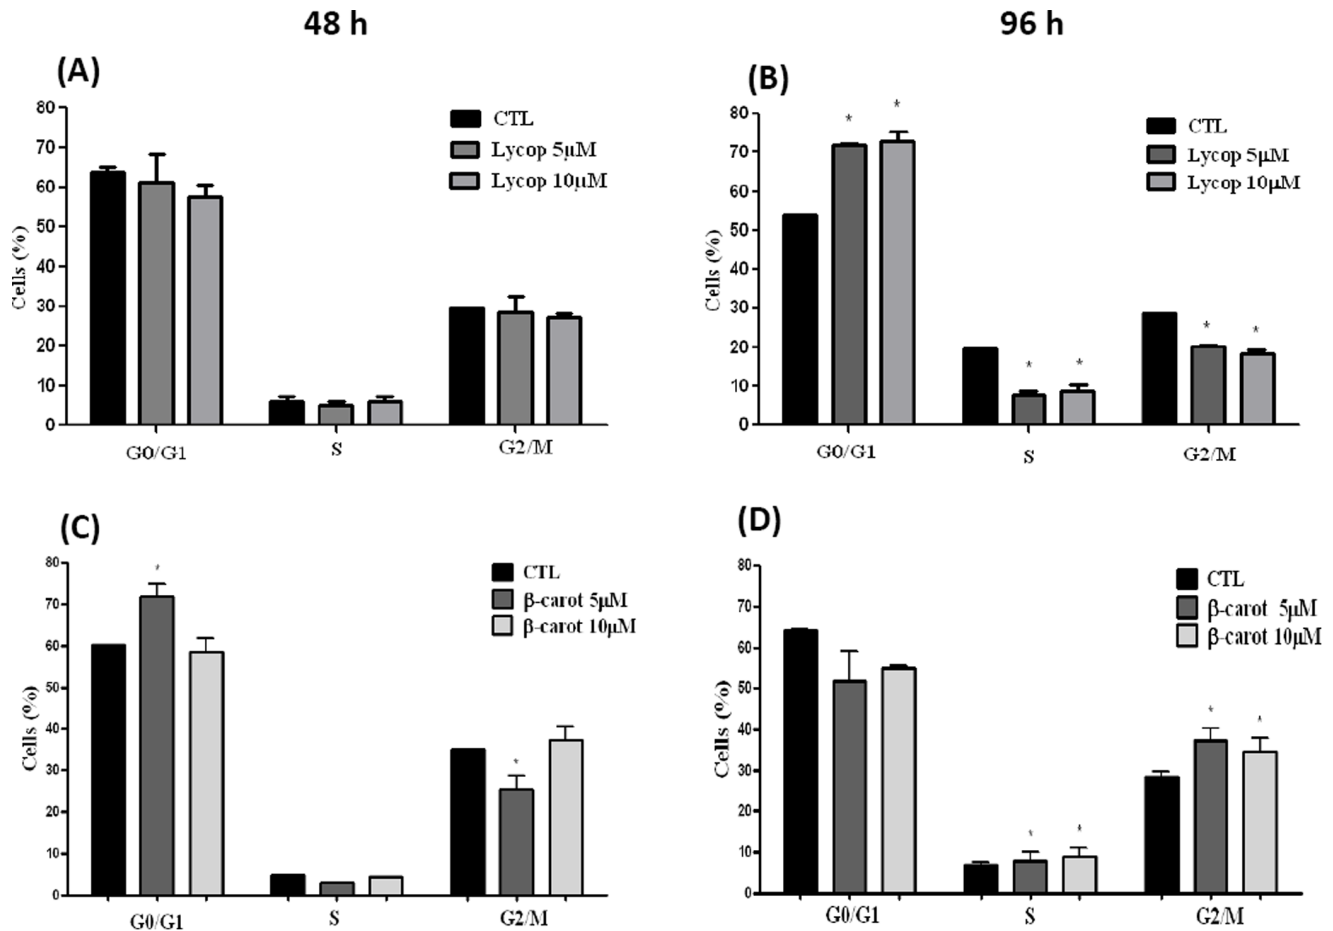 48 h
96 h
(A)
80
70
60
50
40
30
20
10
0
Cells (%)
CTL
Lycop 5µM
Lycop 10µM
G0/G1
S
G2/M
(B)
80
70
60
50
40
30
20
10
0
Cells (%)
CTL
Lycop 5µM
Lycop 10µM
* *
* *
* *
G0/G1
S
G2/M
(C)
80
70
60
50
40
30
20
10
0
Cells (%)
CTL
β-carot 5µM
β-carot 10µM
*
*
G0/G1
S
G2/M
(D)
80
70
60
50
40
30
20
10
0
Cells (%)
CTL
β-carot 5µM
β-carot 10µM
* *
* *
G0/G1
S
G2/M